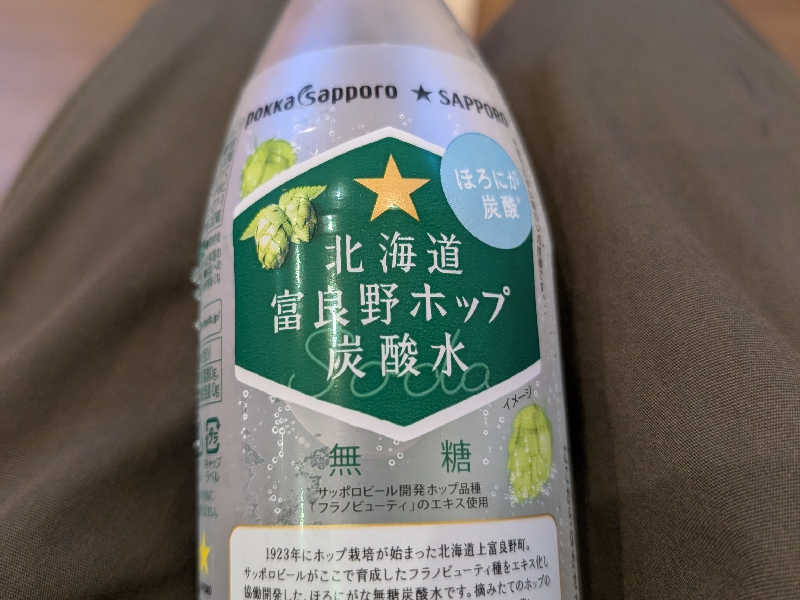 pokka sapporo ★ SAPPORO
ほろにが
炭酸
北海道
富良野ホップ
炭酸水
Soda
イメージ
無糖
サッポロビール開発ホップ品種
「フラノビューティ」のエキス使用
1923年にホップ栽培が始まった北海道上富良野町。
サッポロビールがここで育成したフラノビューティ種をエキス化し
協働開発した、ほろにがな無糖炭酸水です。摘みたてのホップの